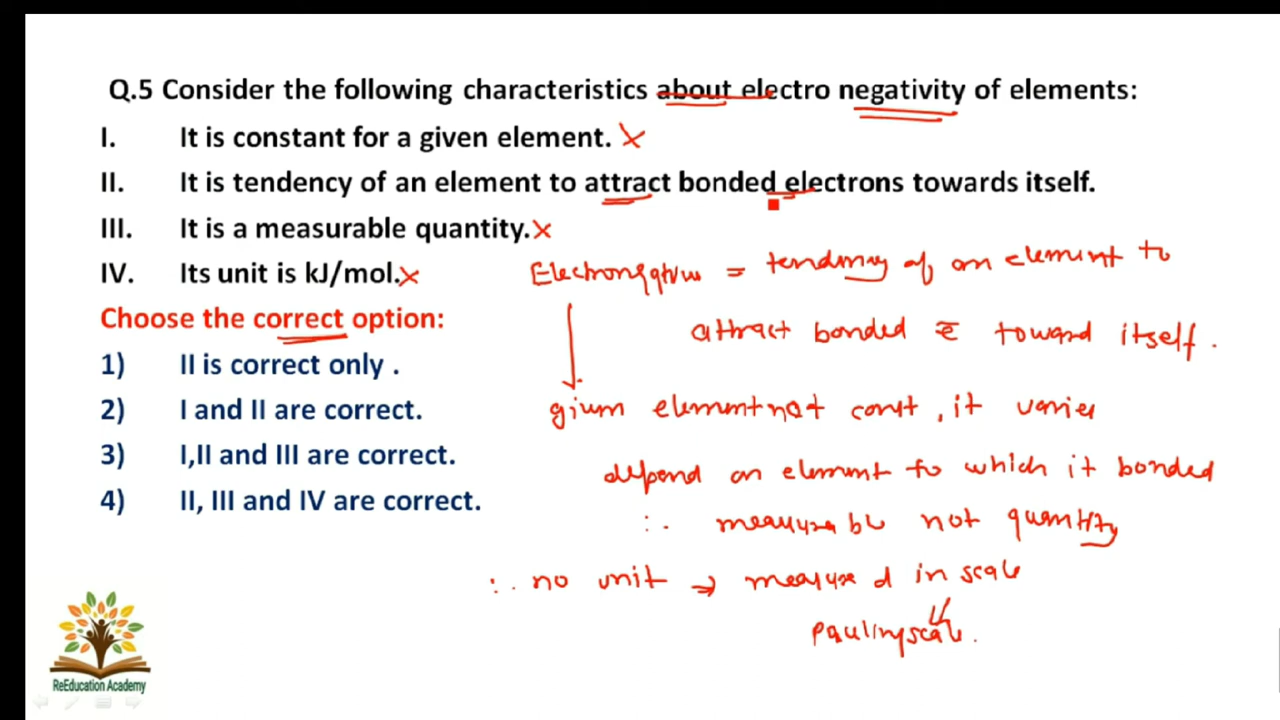 Q.5 Consider the following characteristics about electro negativity of elements:
I. It is constant for a given element. ×
II. It is tendency of an element to attract bonded electrons towards itself.
III. It is a measurable quantity. ×
IV. Its unit is kJ/mol. ×
= tendency of an element to
Choose the correct option:
attract bonded e toward itself.
1) II is correct only .
2) I and II are correct.
element not const, it varies
3) I,II and III are correct.
depend on element to which it bonded
4) II, III and IV are correct.
∴ not quantity
∴ no unit → measured in scale
Pauling scale.
ReEducation Academy